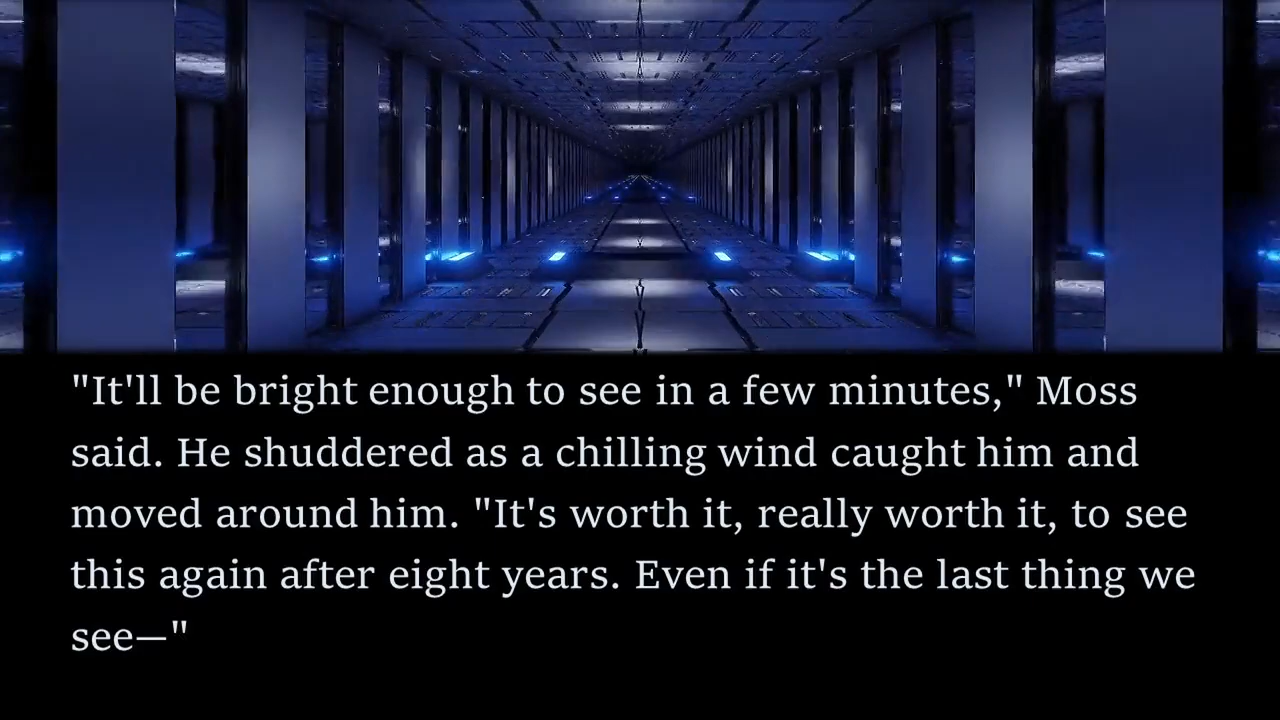 "It'll be bright enough to see in a few minutes," Moss
said. He shuddered as a chilling wind caught him and
moved around him. "It's worth it, really worth it, to see
this again after eight years. Even if it's the last thing we
see—"